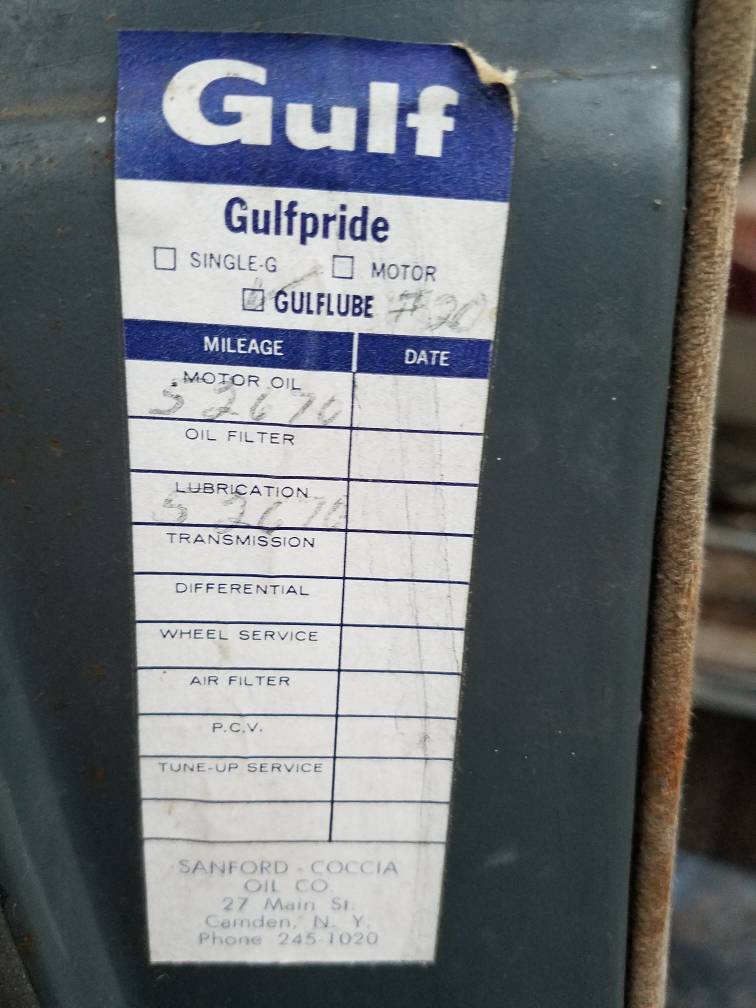 Gulf
Gulfpride
SINGLE-G MOTOR
GULFLUBE #20
MILEAGE DATE
MOTOR OIL
52670
OIL FILTER
LUBRICATION
52670
TRANSMISSION
DIFFERENTIAL
WHEEL SERVICE
AIR FILTER
P.C.V.
TUNE-UP SERVICE
SANFORD - COCCIA
OIL CO.
27 Main St.
Camden, N. Y.
Phone 245-1020